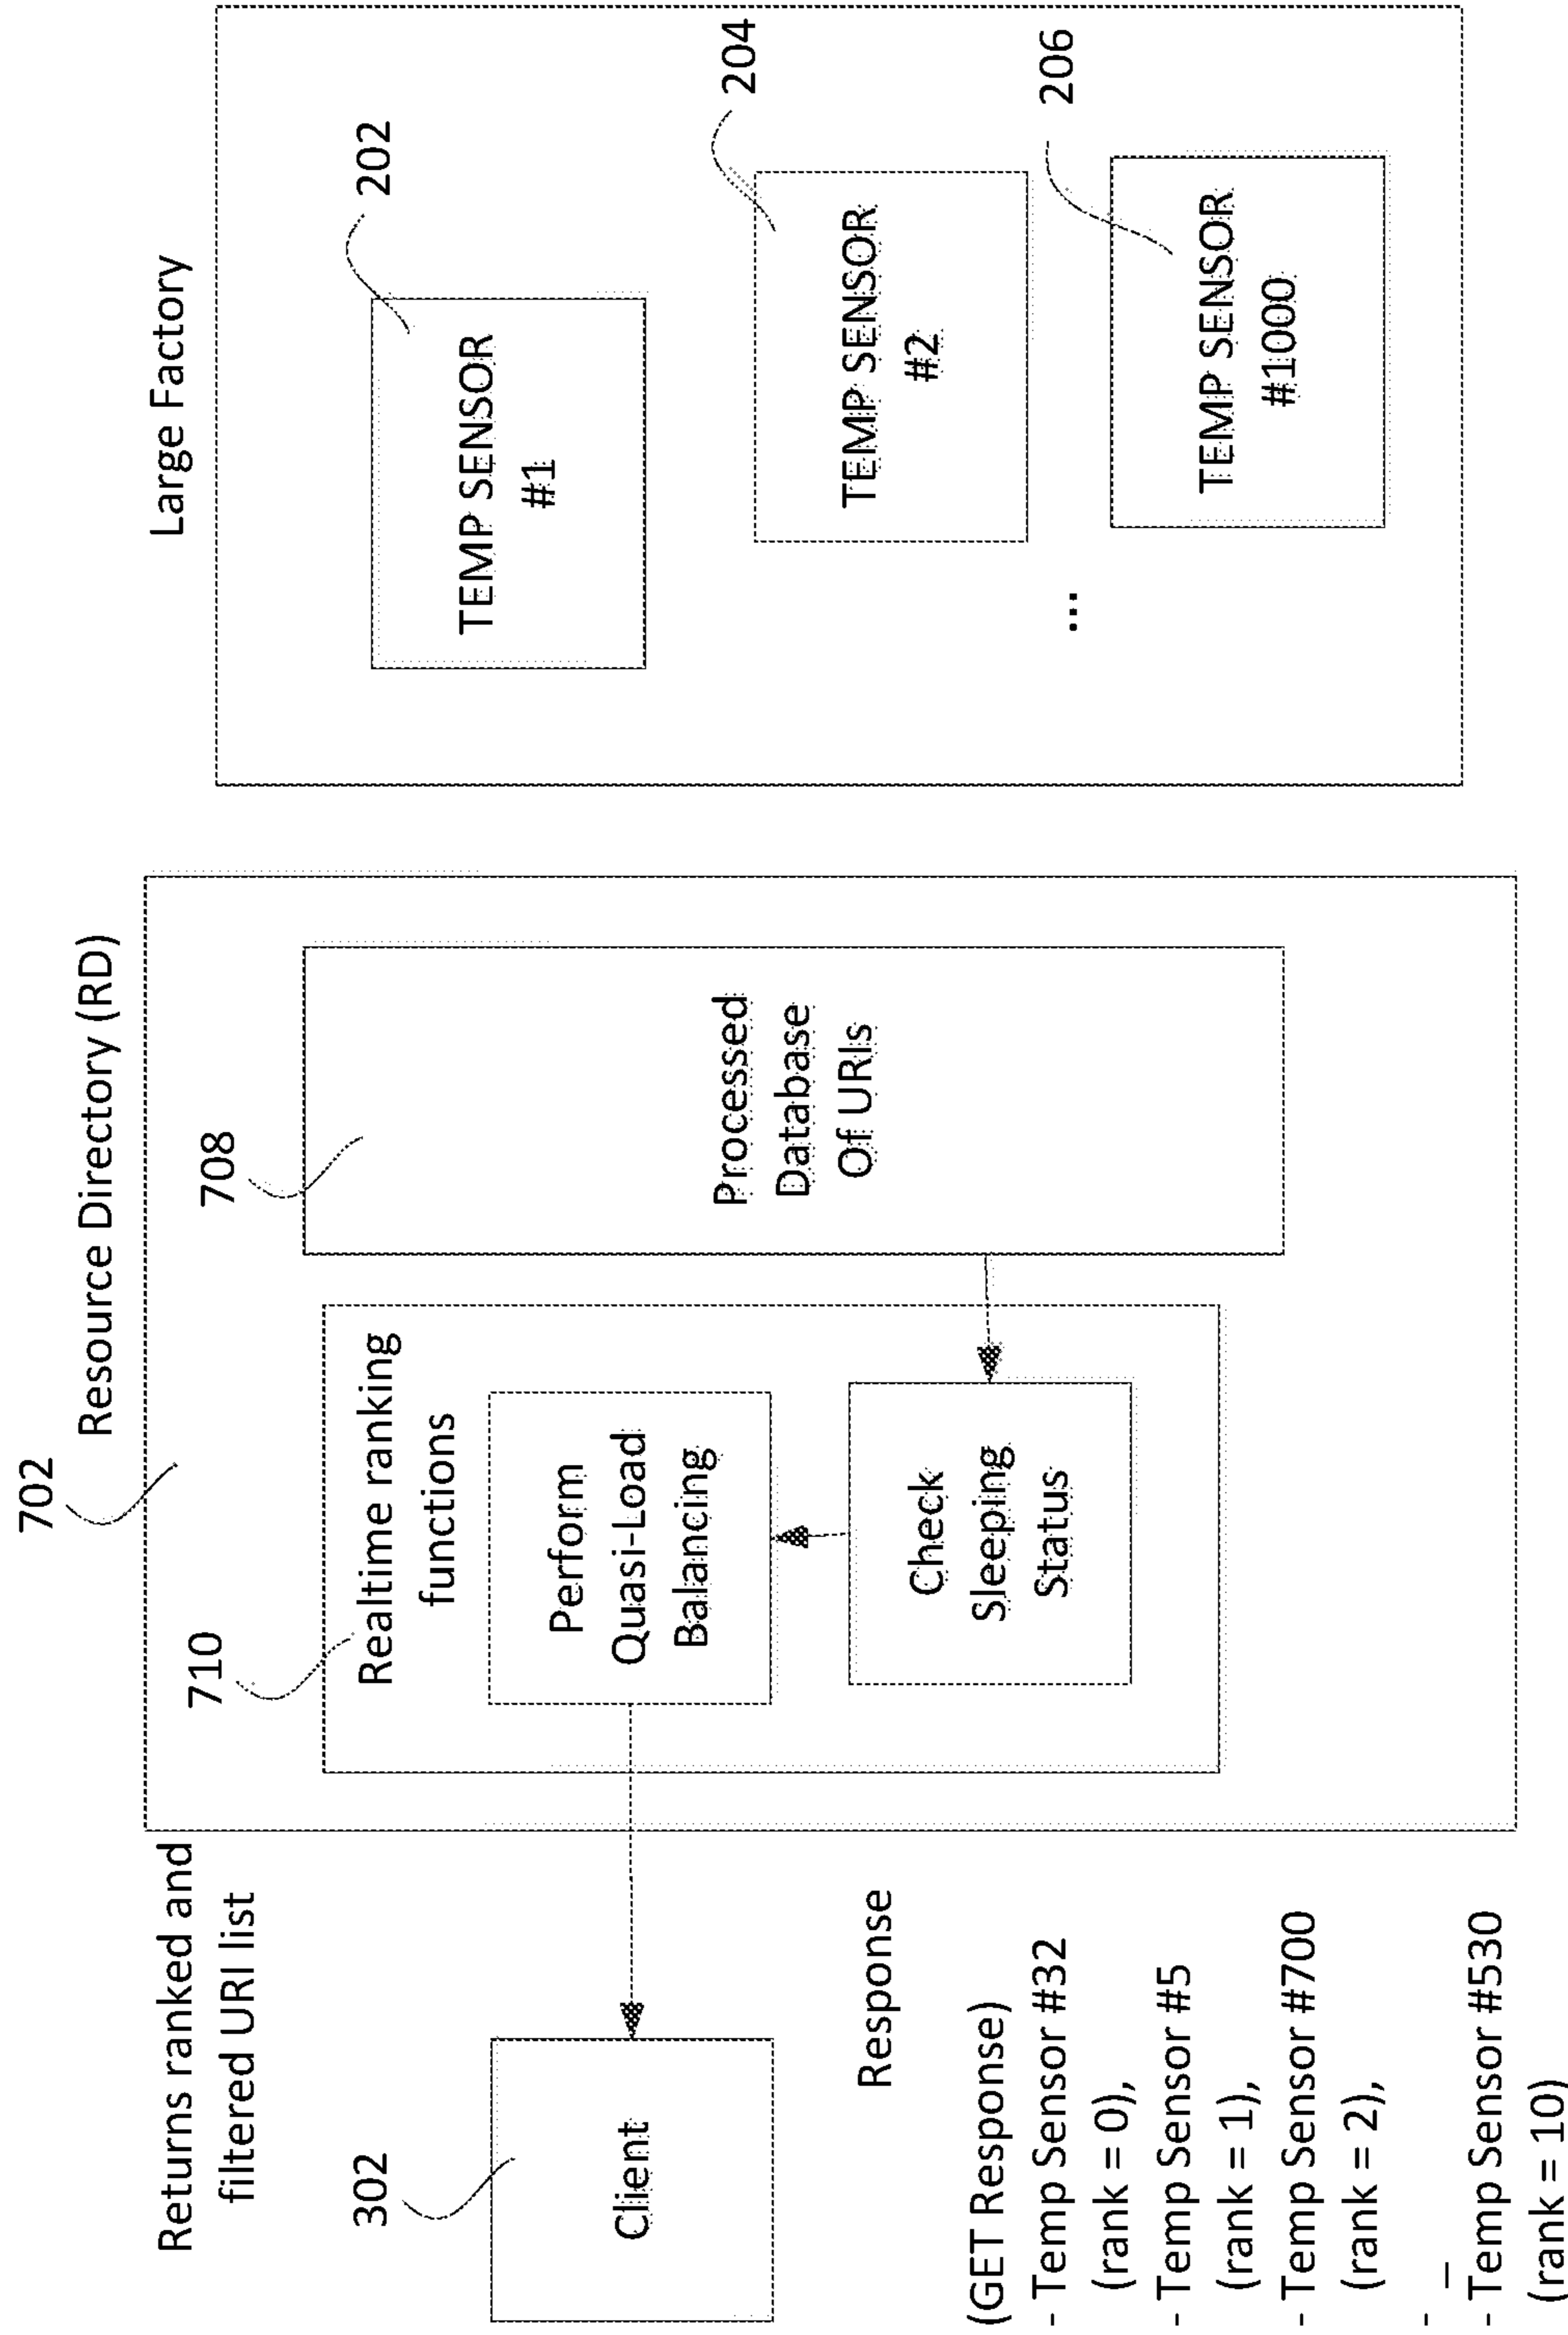 Returns ranked and
filtered URI list
302
Client
Response
(GET Response)
- Temp Sensor #32
(rank = 0),
- Temp Sensor #5
(rank = 1),
- Temp Sensor #700
(rank = 2),
- –
- Temp Sensor #530
(rank = 10)
702
Resource Directory (RD)
710
Realtime ranking
functions
Perform
Quasi-Load
Balancing
Check
Sleeping
Status
708
Processed
Database
Of URIs
Large Factory
202
TEMP SENSOR
#1
204
TEMP SENSOR
#2
...
206
TEMP SENSOR
#1000